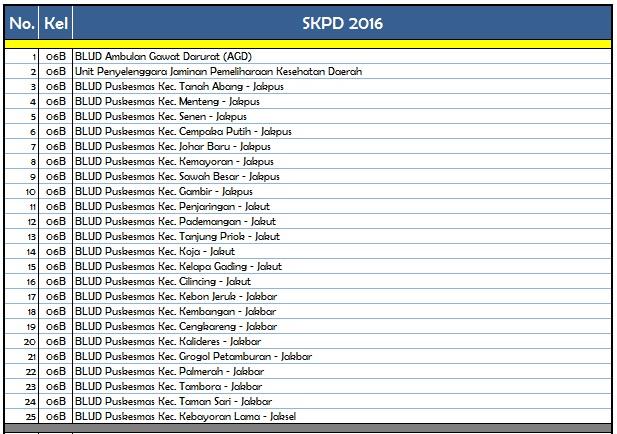 No. Kel SKPD 2016
1 06B BLUD Ambulan Gawat Darurat (AGD)
2 06B Unit Penyelenggara Jaminan Pemeliharaan Kesehatan Daerah
3 06B BLUD Puskesmas Kec. Tanah Abang - Jakpus
4 06B BLUD Puskesmas Kec. Menteng - Jakpus
5 06B BLUD Puskesmas Kec. Senen - Jakpus
6 06B BLUD Puskesmas Kec. Cempaka Putih - Jakpus
7 06B BLUD Puskesmas Kec. Johar Baru - Jakpus
8 06B BLUD Puskesmas Kec. Kemayoran - Jakpus
9 06B BLUD Puskesmas Kec. Sawah Besar - Jakpus
10 06B BLUD Puskesmas Kec. Gambir - Jakpus
11 06B BLUD Puskesmas Kec. Penjaringan - Jakut
12 06B BLUD Puskesmas Kec. Pademangan - Jakut
13 06B BLUD Puskesmas Kec. Tanjung Priok - Jakut
14 06B BLUD Puskesmas Kec. Koja - Jakut
15 06B BLUD Puskesmas Kec. Kelapa Gading - Jakut
16 06B BLUD Puskesmas Kec. Cilincing - Jakut
17 06B BLUD Puskesmas Kec. Kebon Jeruk - Jakbar
18 06B BLUD Puskesmas Kec. Kembangan - Jakbar
19 06B BLUD Puskesmas Kec. Cengkareng - Jakbar
20 06B BLUD Puskesmas Kec. Kalideres - Jakbar
21 06B BLUD Puskesmas Kec. Grogol Petamburan - Jakbar
22 06B BLUD Puskesmas Kec. Palmerah - Jakbar
23 06B BLUD Puskesmas Kec. Tambora - Jakbar
24 06B BLUD Puskesmas Kec. Taman Sari - Jakbar
25 06B BLUD Puskesmas Kec. Kebayoran Lama - Jaksel